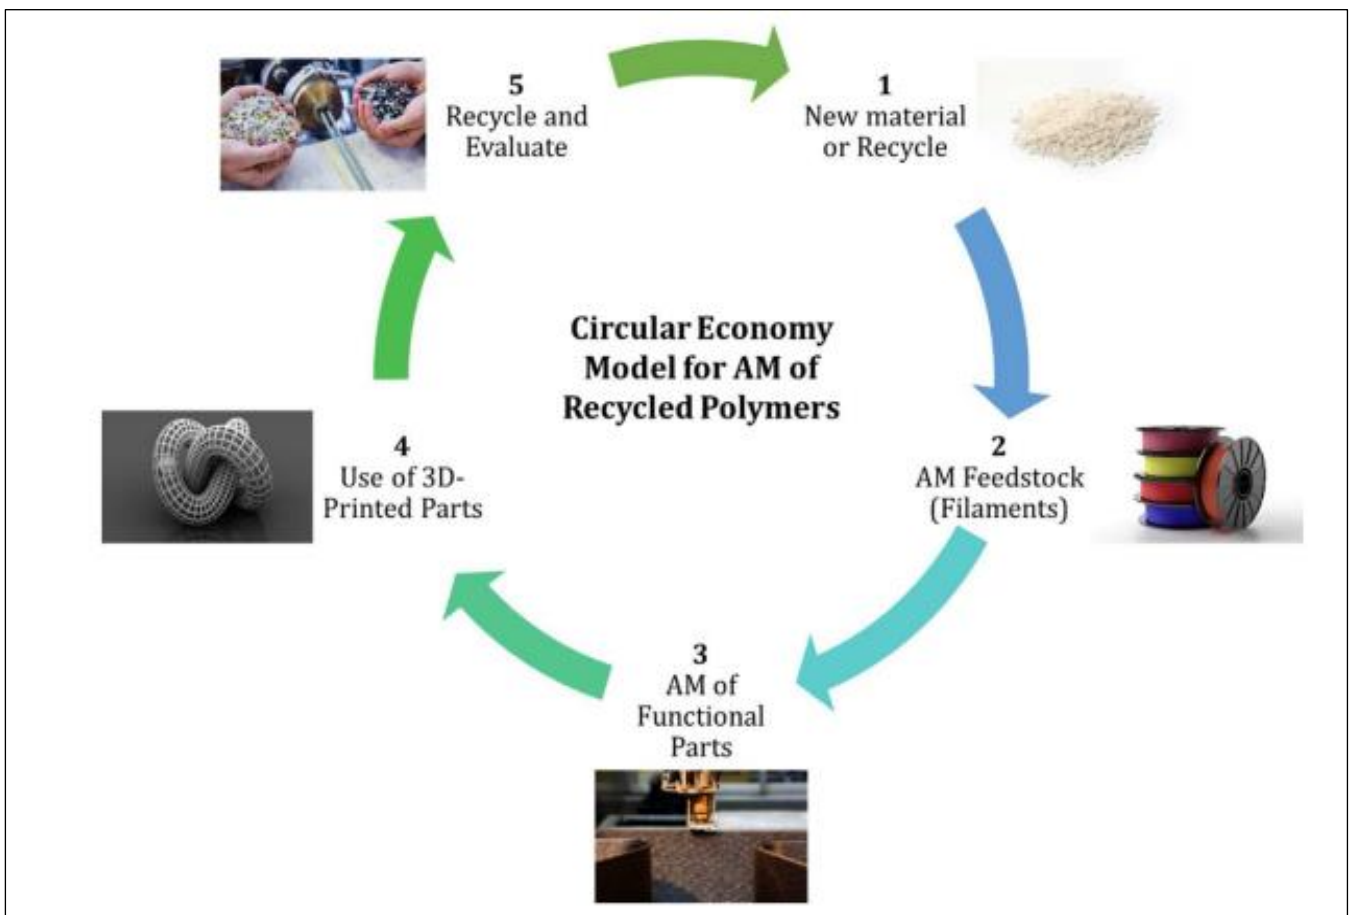 5
Recycle and
Evaluate
1
New material
or Recycle
Circular Economy
Model for AM of
Recycled Polymers
4
Use of 3D-
Printed Parts
2
AM Feedstock
(Filaments)
3
AM of
Functional
Parts